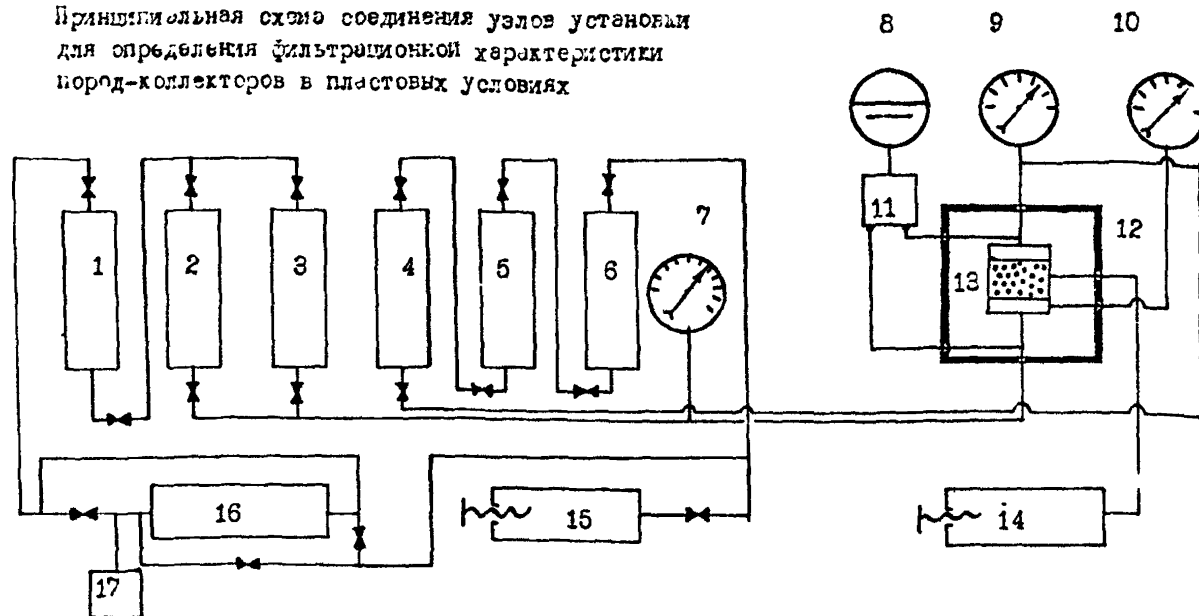 Принципиальная схема соединения узлов установки
для определения фильтрационной характеристики
пород-коллекторов в пластовых условиях
8 9 10
7
11
12
1 2 3 4 5 6
13
16
15
14
17